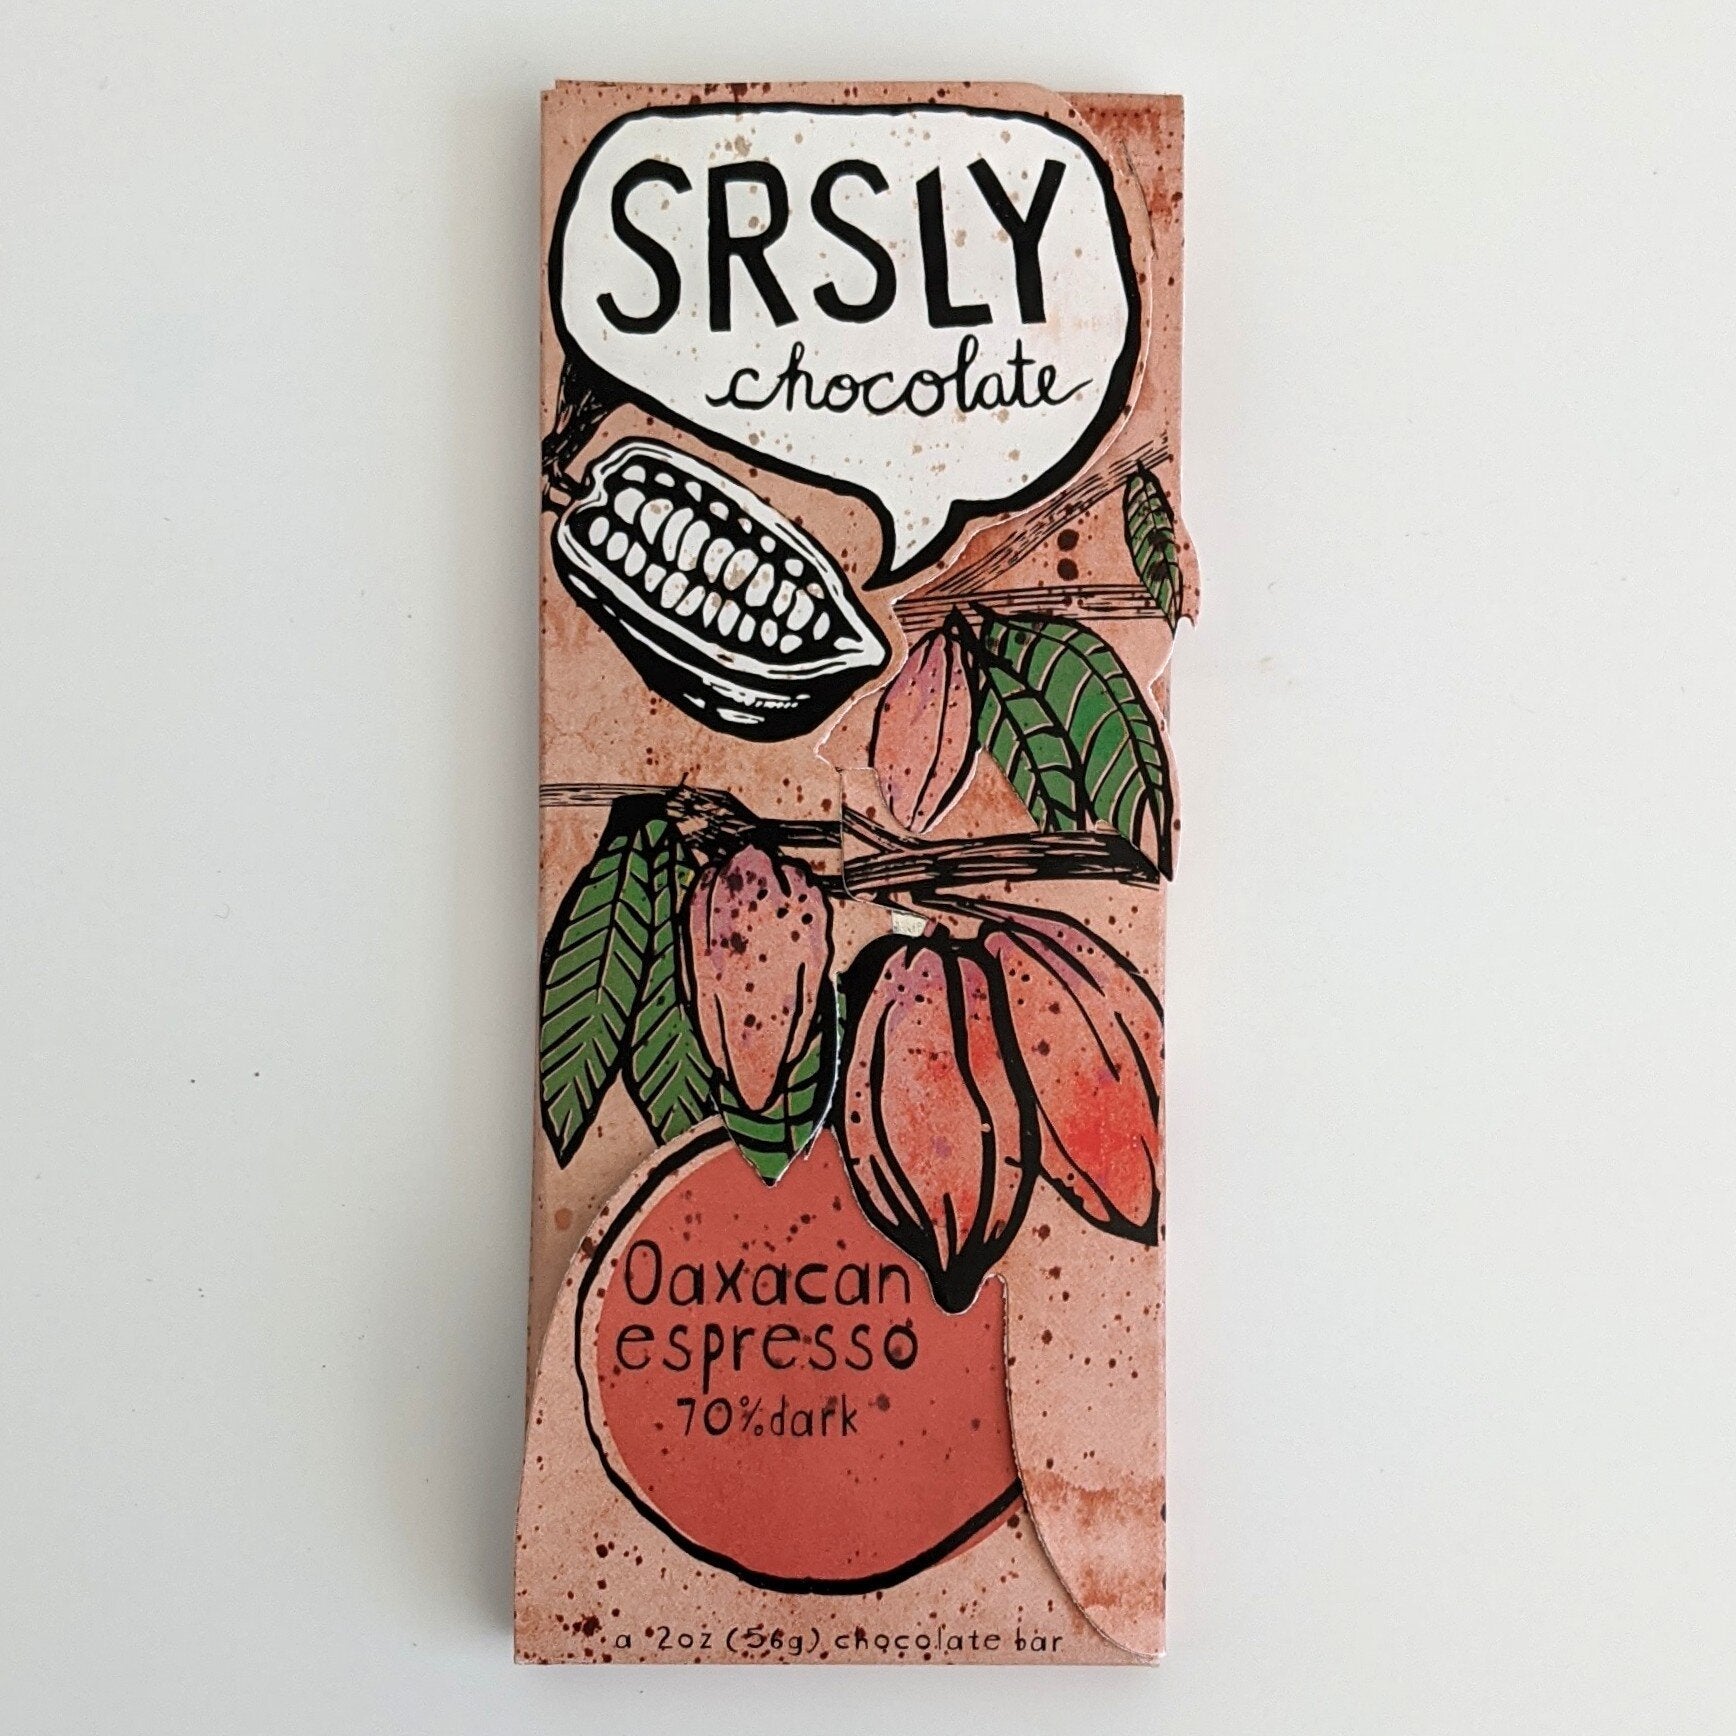 SRSLY
chocolate
Oaxacan
espresso
70% dark
a 2oz (56g) chocolate bar